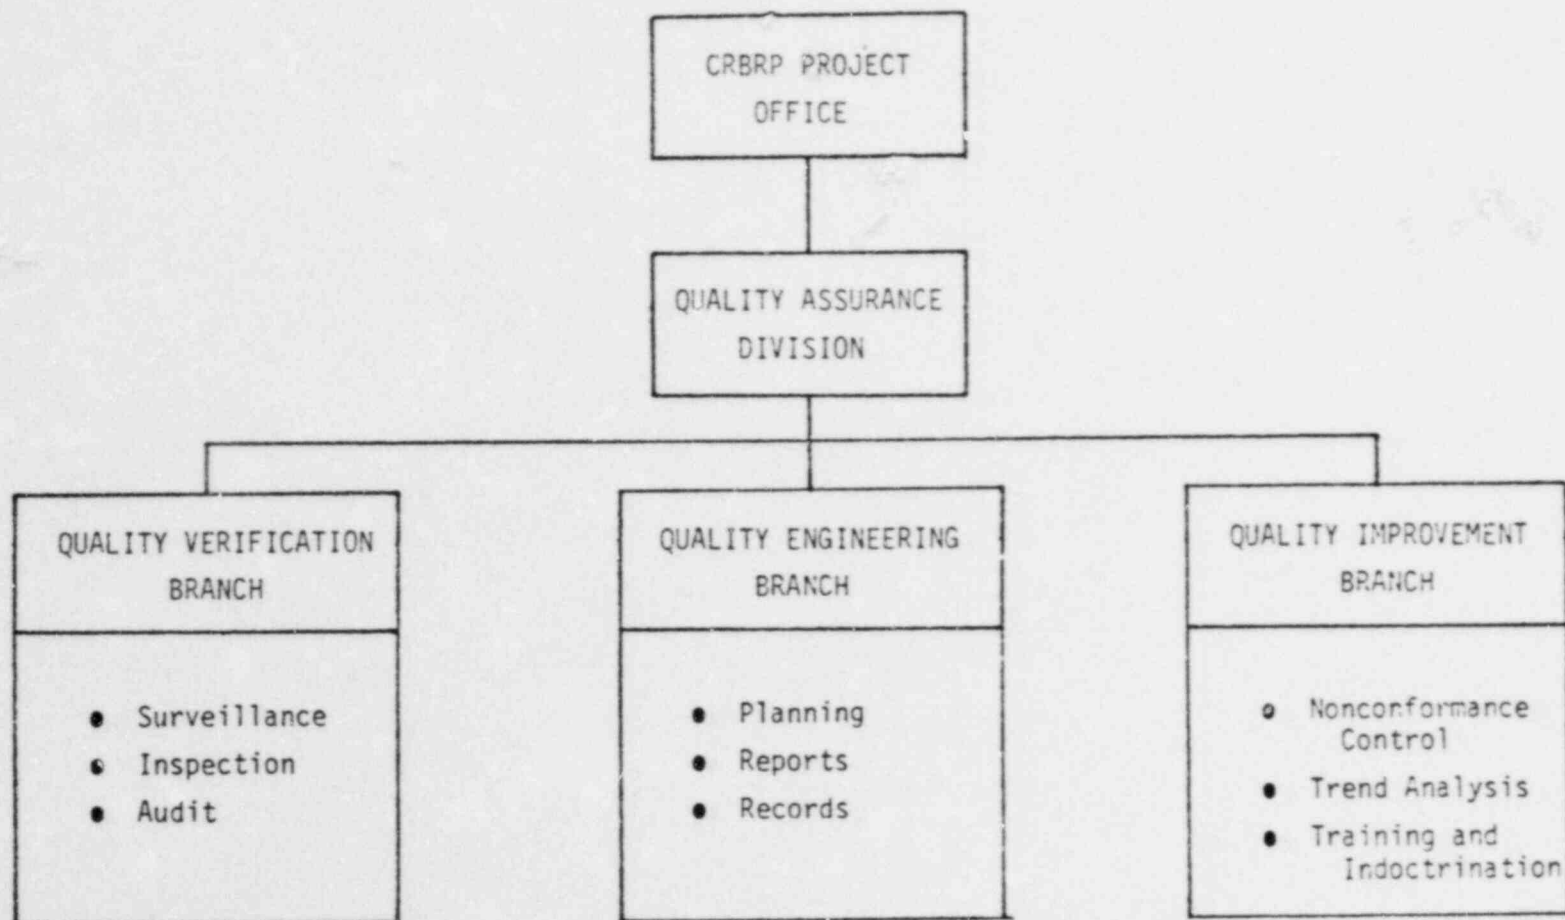 CRBRP PROJECT
OFFICE
QUALITY ASSURANCE
DIVISION
QUALITY VERIFICATION
BRANCH
● Surveillance
● Inspection
● Audit
QUALITY ENGINEERING
BRANCH
● Planning
● Reports
● Records
QUALITY IMPROVEMENT
BRANCH
● Nonconformance
Control
● Trend Analysis
● Training and
Indoctrination